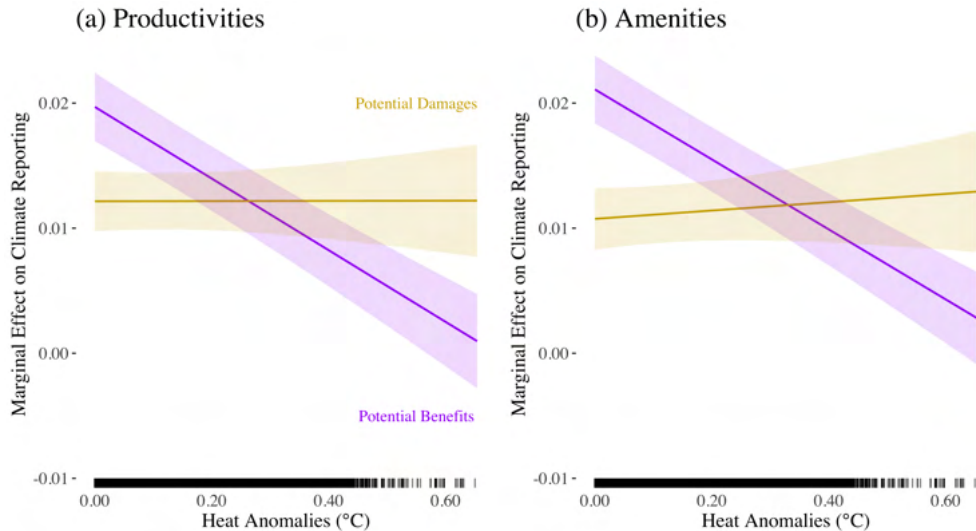 (a) Productivities
Marginal Effect on Climate Reporting
0.02
0.01
0.00
-0.01
Potential Damages
Potential Benefits
0.00 0.20 0.40 0.60
Heat Anomalies (°C)
(b) Amenities
Marginal Effect on Climate Reporting
0.02
0.01
0.00
-0.01
0.00 0.20 0.40 0.60
Heat Anomalies (°C)